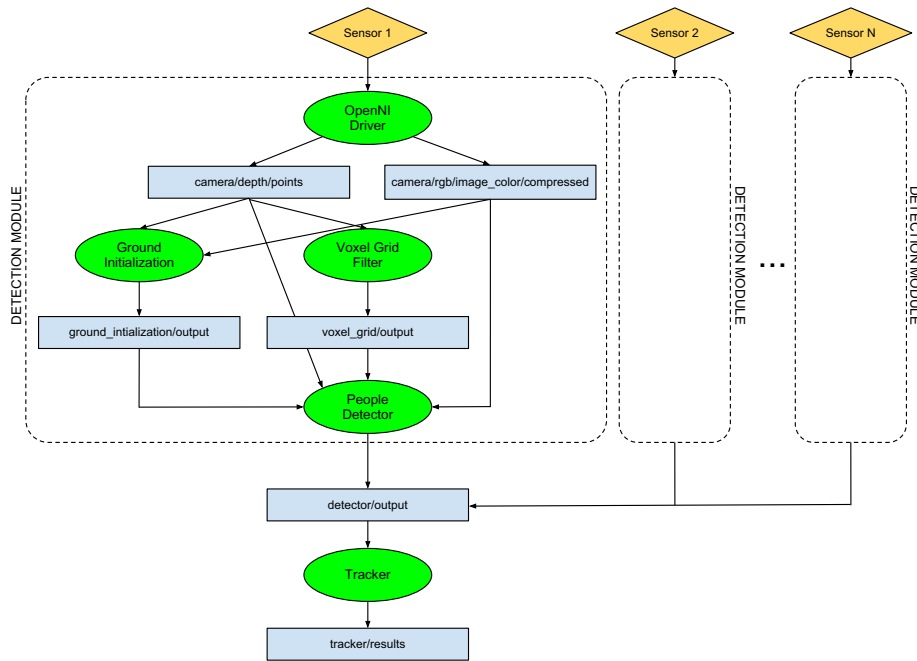 Sensor 1
Sensor 2
Sensor N
OpenNI
Driver
camera/depth/points
camera/rgb/image_color/compressed
DETECTION MODULE
DETECTION MODULE
DETECTION MODULE
Ground
Initialization
Voxel Grid
Filter
...
ground_intialization/output
voxel_grid/output
People
Detector
detector/output
Tracker
tracker/results